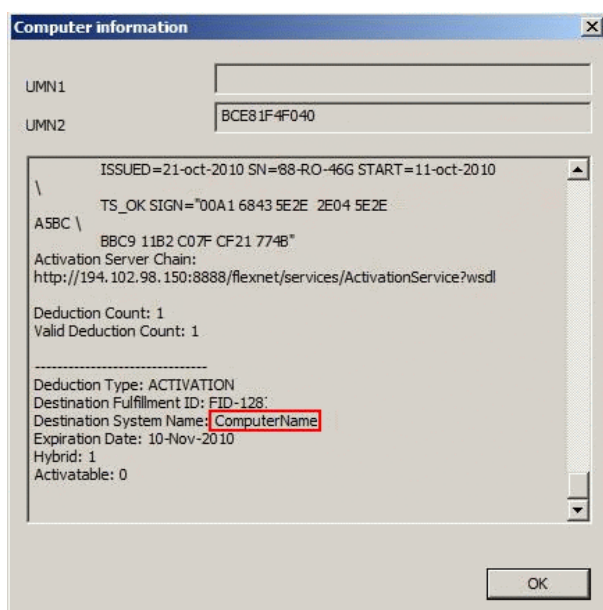 Computer information
UMN1
UMN2
BCE81F4F040
ISSUED=21-oct-2010 SN=88-RO-46G START=11-oct-2010
\
TS_OK SIGN="00A1 6843 5E2E 2E04 5E2E
A5BC \
BBC9 11B2 C07F CF21 774B"
Activation Server Chain:
http://194.102.98.150:8888/flexnet/services/ActivationService?wsdl
Deduction Count: 1
Valid Deduction Count: 1
-------------------------------
Deduction Type: ACTIVATION
Destination Fulfillment ID: FID-128
Destination System Name: ComputerName
Expiration Date: 10-Nov-2010
Hybrid: 1
Activatable: 0
OK